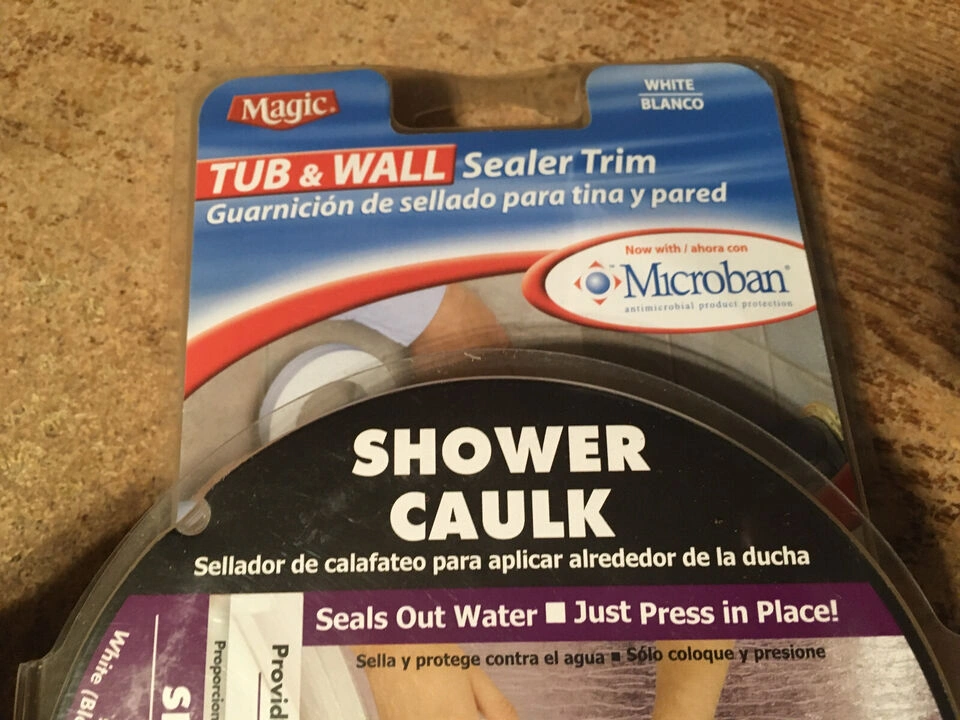 Magic
WHITE
BLANCO
TUB & WALL Sealer Trim
Guarnición de sellado para tina y pared
Now with / ahora con
Microban
antimicrobial product protection
SHOWER
CAULK
Sellador de calafateo para aplicar alrededor de la ducha
Seals Out Water ■ Just Press in Place!
Sella y protege contra el agua ■ Sólo coloque y presione
White